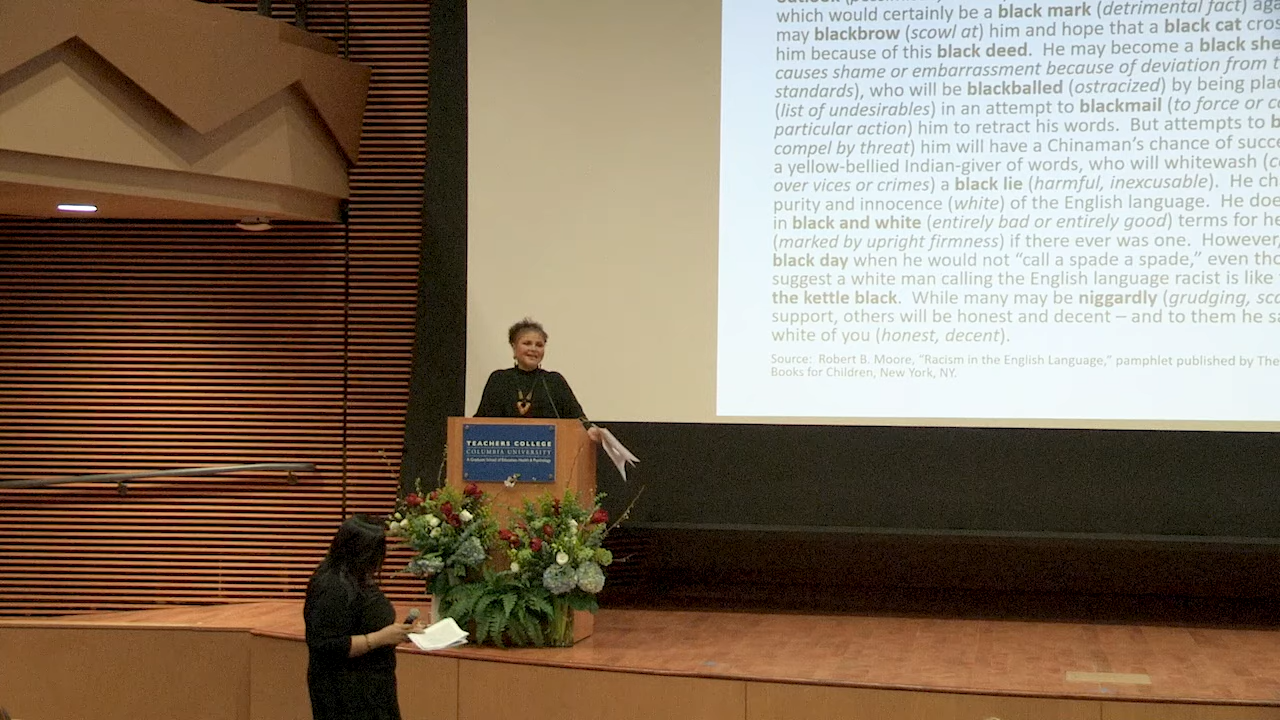 which would certainly be a black mark (detrimental fact) aga
may blackbrow (scowl at) him and hope that a black cat cros
him because of this black deed. He may become a black she
causes shame or embarrassment because of deviation from t
standards), who will be blackballed (ostracized) by being pla
(list of undesirables) in an attempt to blackmail (to force or c
particular action) him to retract his words. But attempts to b
compel by threat) him will have a Chinaman's chance of succ
a yellow-bellied Indian-giver of words, who will whitewash (c
over vices or crimes) a black lie (harmful, inexcusable). He ch
purity and innocence (white) of the English language. He doe
in black and white (entirely bad or entirely good) terms for h
(marked by upright firmness) if there ever was one. However,
black day when he would not "call a spade a spade," even tho
suggest a white man calling the English language racist is like
the kettle black. While many may be niggardly (grudging, sc
support, others will be honest and decent – and to them he sa
white of you (honest, decent).
Source: Robert B. Moore, "Racism in the English Language," pamphlet published by The
Books for Children, New York, NY.
TEACHERS COLLEGE
COLUMBIA UNIVERSITY
A Graduate School of Education, Health & Psychology